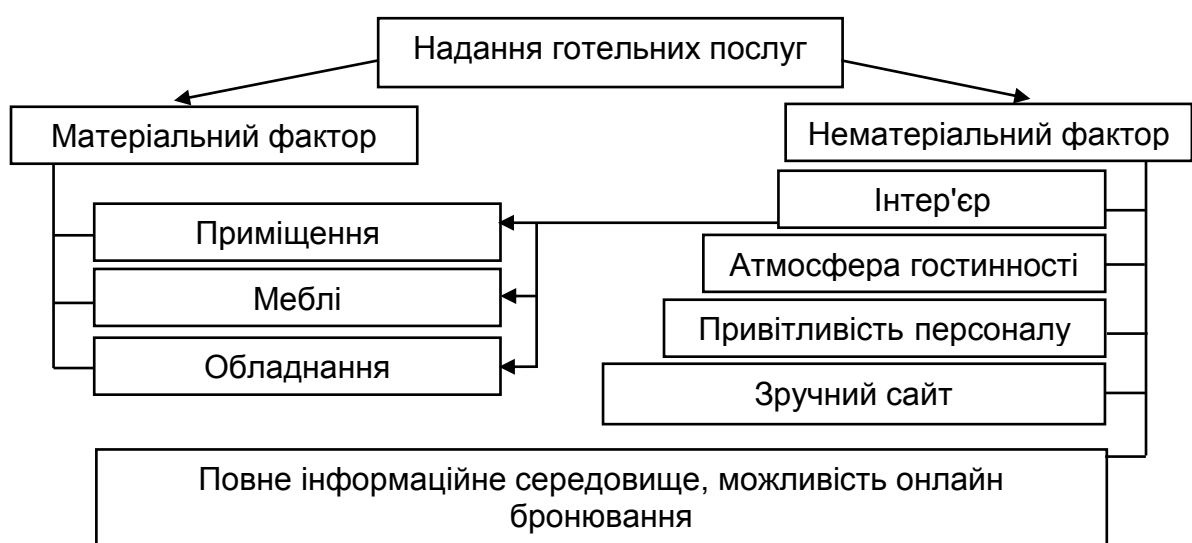 Надання готельних послуг
Матеріальний фактор
Нематеріальний фактор
Приміщення
Меблі
Обладнання
Інтер'єр
Атмосфера гостинності
Привітливість персоналу
Зручний сайт
Повне інформаційне середовище, можливість онлайн
бронювання